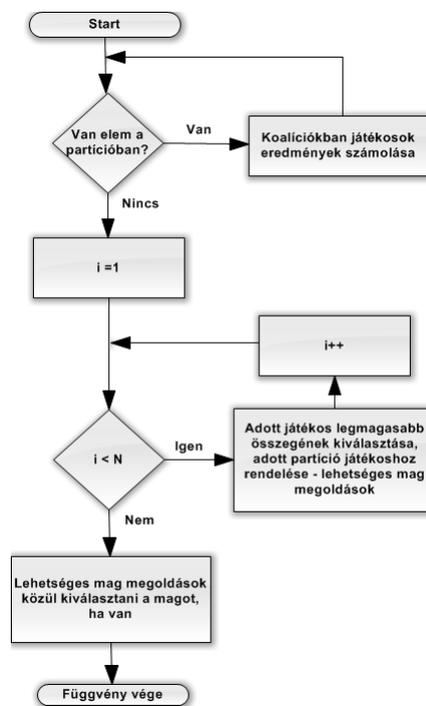 Start
Van elem a
partícióban?
Van
Koalíciókban játékosok
eredmények számolása
Nincs
i =1
i++
i < N
Igen
Adott játékos legmagasabb
összegének kiválasztása,
adott partíció játékoshoz
rendelése - lehetséges mag
megoldások
Nem
Lehetséges mag megoldások
közül kiválasztani a magot,
ha van
Függvény vége